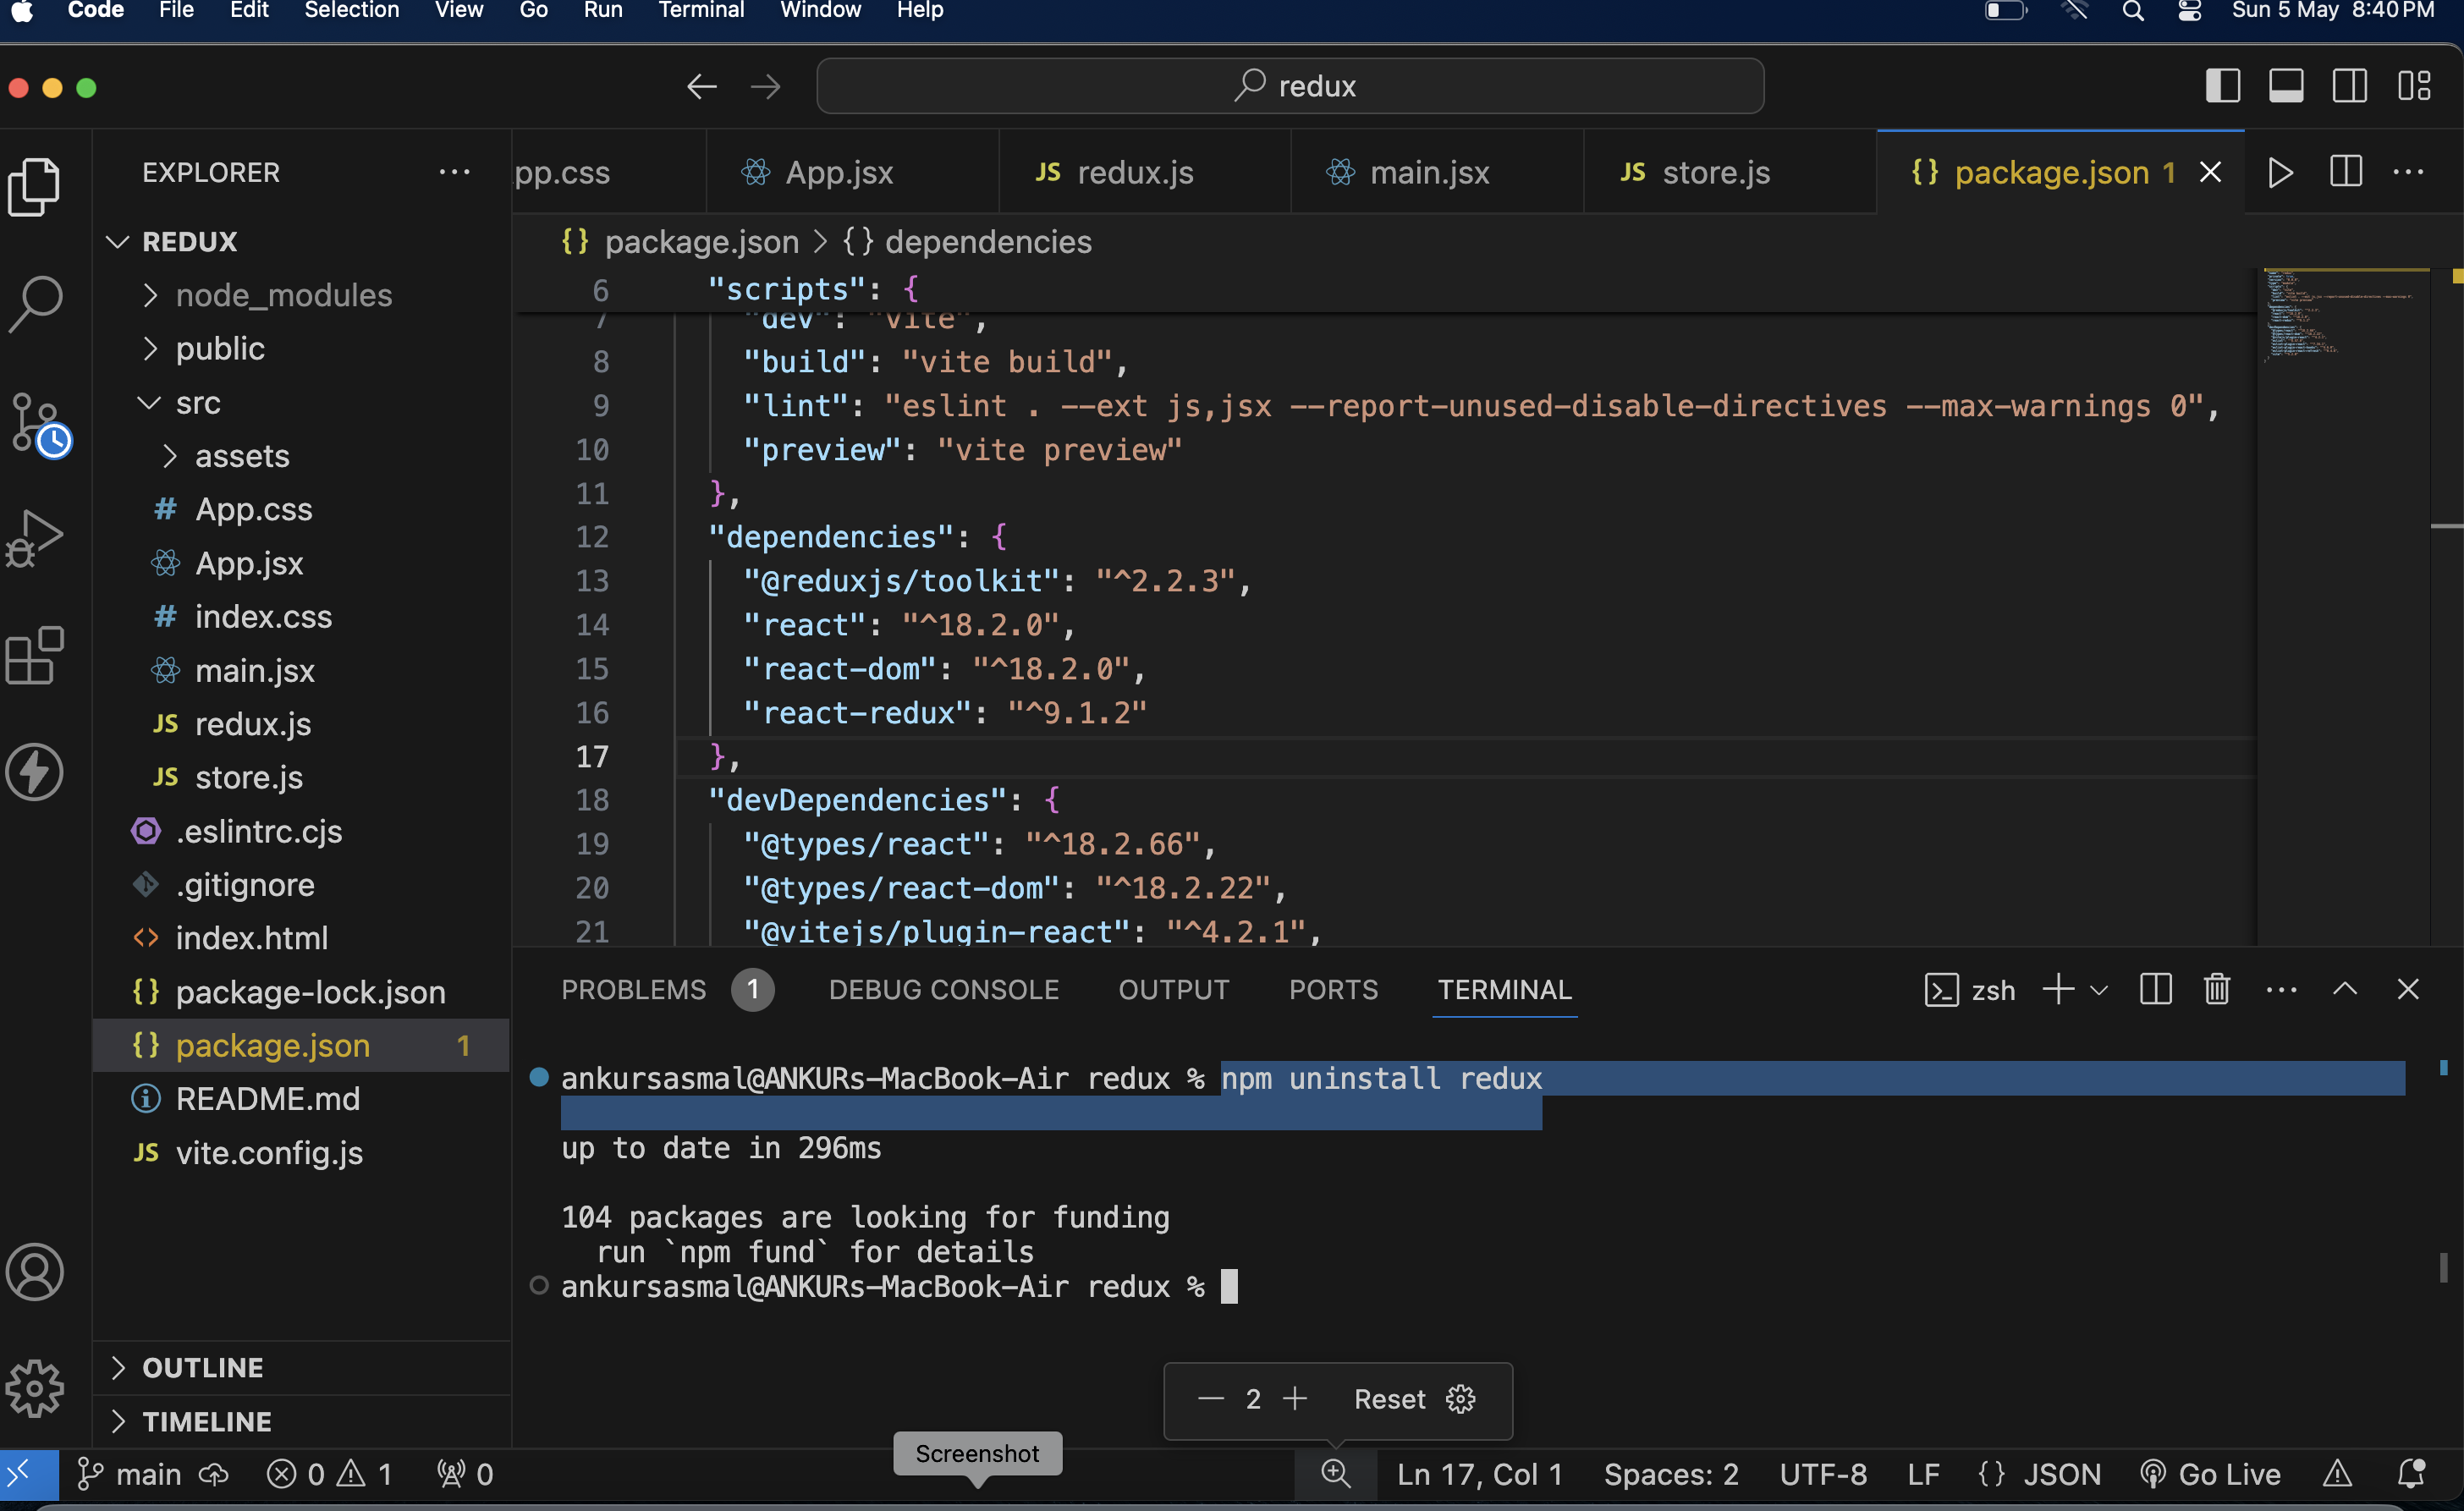 Code File Edit Selection View Go Run Terminal Window Help Sun 5 May 8:40 PM
redux
EXPLORER
REDUX
node_modules
public
src
assets
# App.css
App.jsx
# index.css
main.jsx
JS redux.js
JS store.js
.eslintrc.cjs
.gitignore
<> index.html
{} package-lock.json
{} package.json 1
README.md
JS vite.config.js
OUTLINE
TIMELINE
pp.css App.jsx JS redux.js main.jsx JS store.js {} package.json 1
{} package.json > {} dependencies
6 "scripts": {
7 "dev": "vite",
8 "build": "vite build",
9 "lint": "eslint . --ext js,jsx --report-unused-disable-directives --max-warnings 0",
10 "preview": "vite preview"
11 },
12 "dependencies": {
13 "@reduxjs/toolkit": "^2.2.3",
14 "react": "^18.2.0",
15 "react-dom": "^18.2.0",
16 "react-redux": "^9.1.2"
17 },
18 "devDependencies": {
19 "@types/react": "^18.2.66",
20 "@types/react-dom": "^18.2.22",
21 "@vitejs/plugin-react": "^4.2.1",
PROBLEMS 1 DEBUG CONSOLE OUTPUT PORTS TERMINAL zsh
ankursasmal@ANKURs-MacBook-Air redux % npm uninstall redux
up to date in 296ms
104 packages are looking for funding
run `npm fund` for details
ankursasmal@ANKURs-MacBook-Air redux %
2 Reset
Screenshot
main 0 1 0 Ln 17, Col 1 Spaces: 2 UTF-8 LF {} JSON Go Live